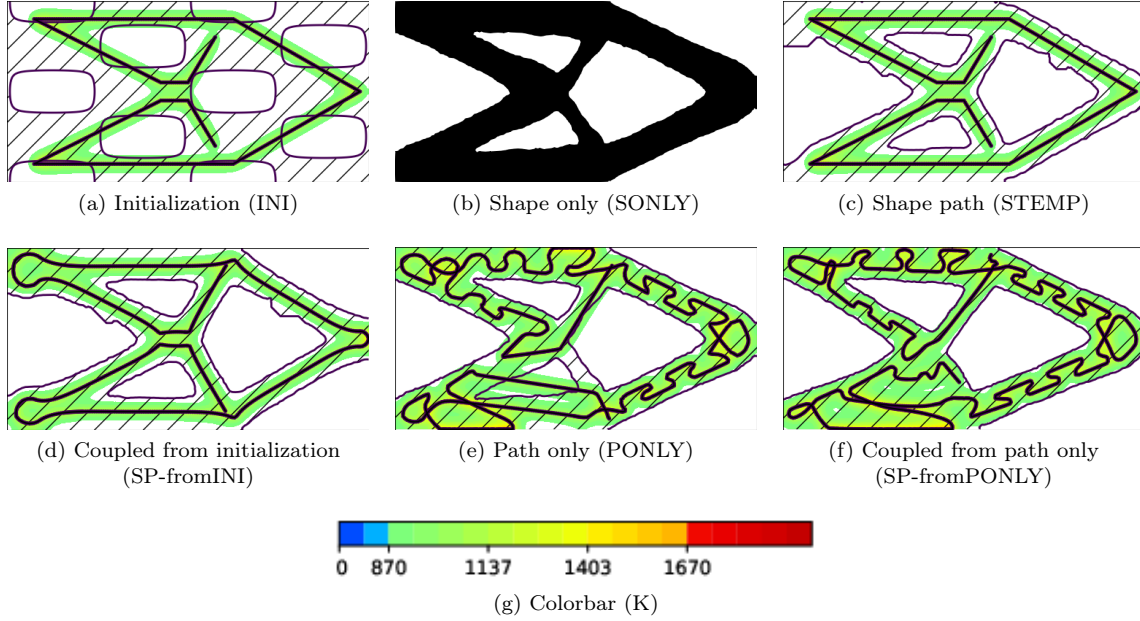 (a) Initialization (INI)
(b) Shape only (SONLY)
(c) Shape path (STEMP)
(d) Coupled from initialization
(SP-fromINI)
(e) Path only (PONLY)
(f) Coupled from path only
(SP-fromPONLY)
0 870 1137 1403 1670
(g) Colorbar (K)